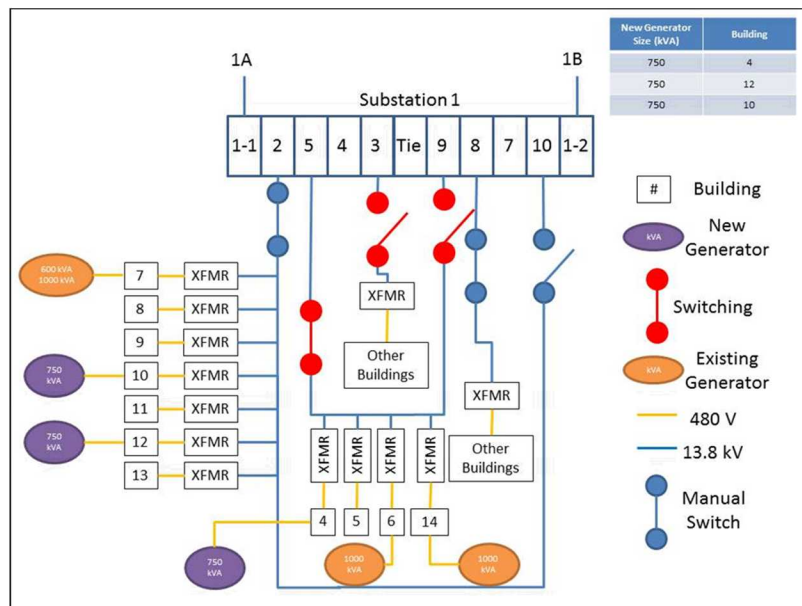 New Generator Size (kVA) Building
750 4
750 12
750 10
1A 1B
Substation 1
1-1 2 5 4 3 Tie 9 8 7 10 1-2
# Building
kVA New Generator
Switching
kVA Existing Generator
480 V
13.8 kV
Manual Switch
600 kVA
1000 kVA
7 XFMR
8 XFMR
9 XFMR
750 kVA
10 XFMR
11 XFMR
750 kVA
12 XFMR
13 XFMR
XFMR
Other Buildings
XFMR
Other Buildings
XFMR XFMR XFMR XFMR
4 5 6 14
750 kVA
1000 kVA
1000 kVA